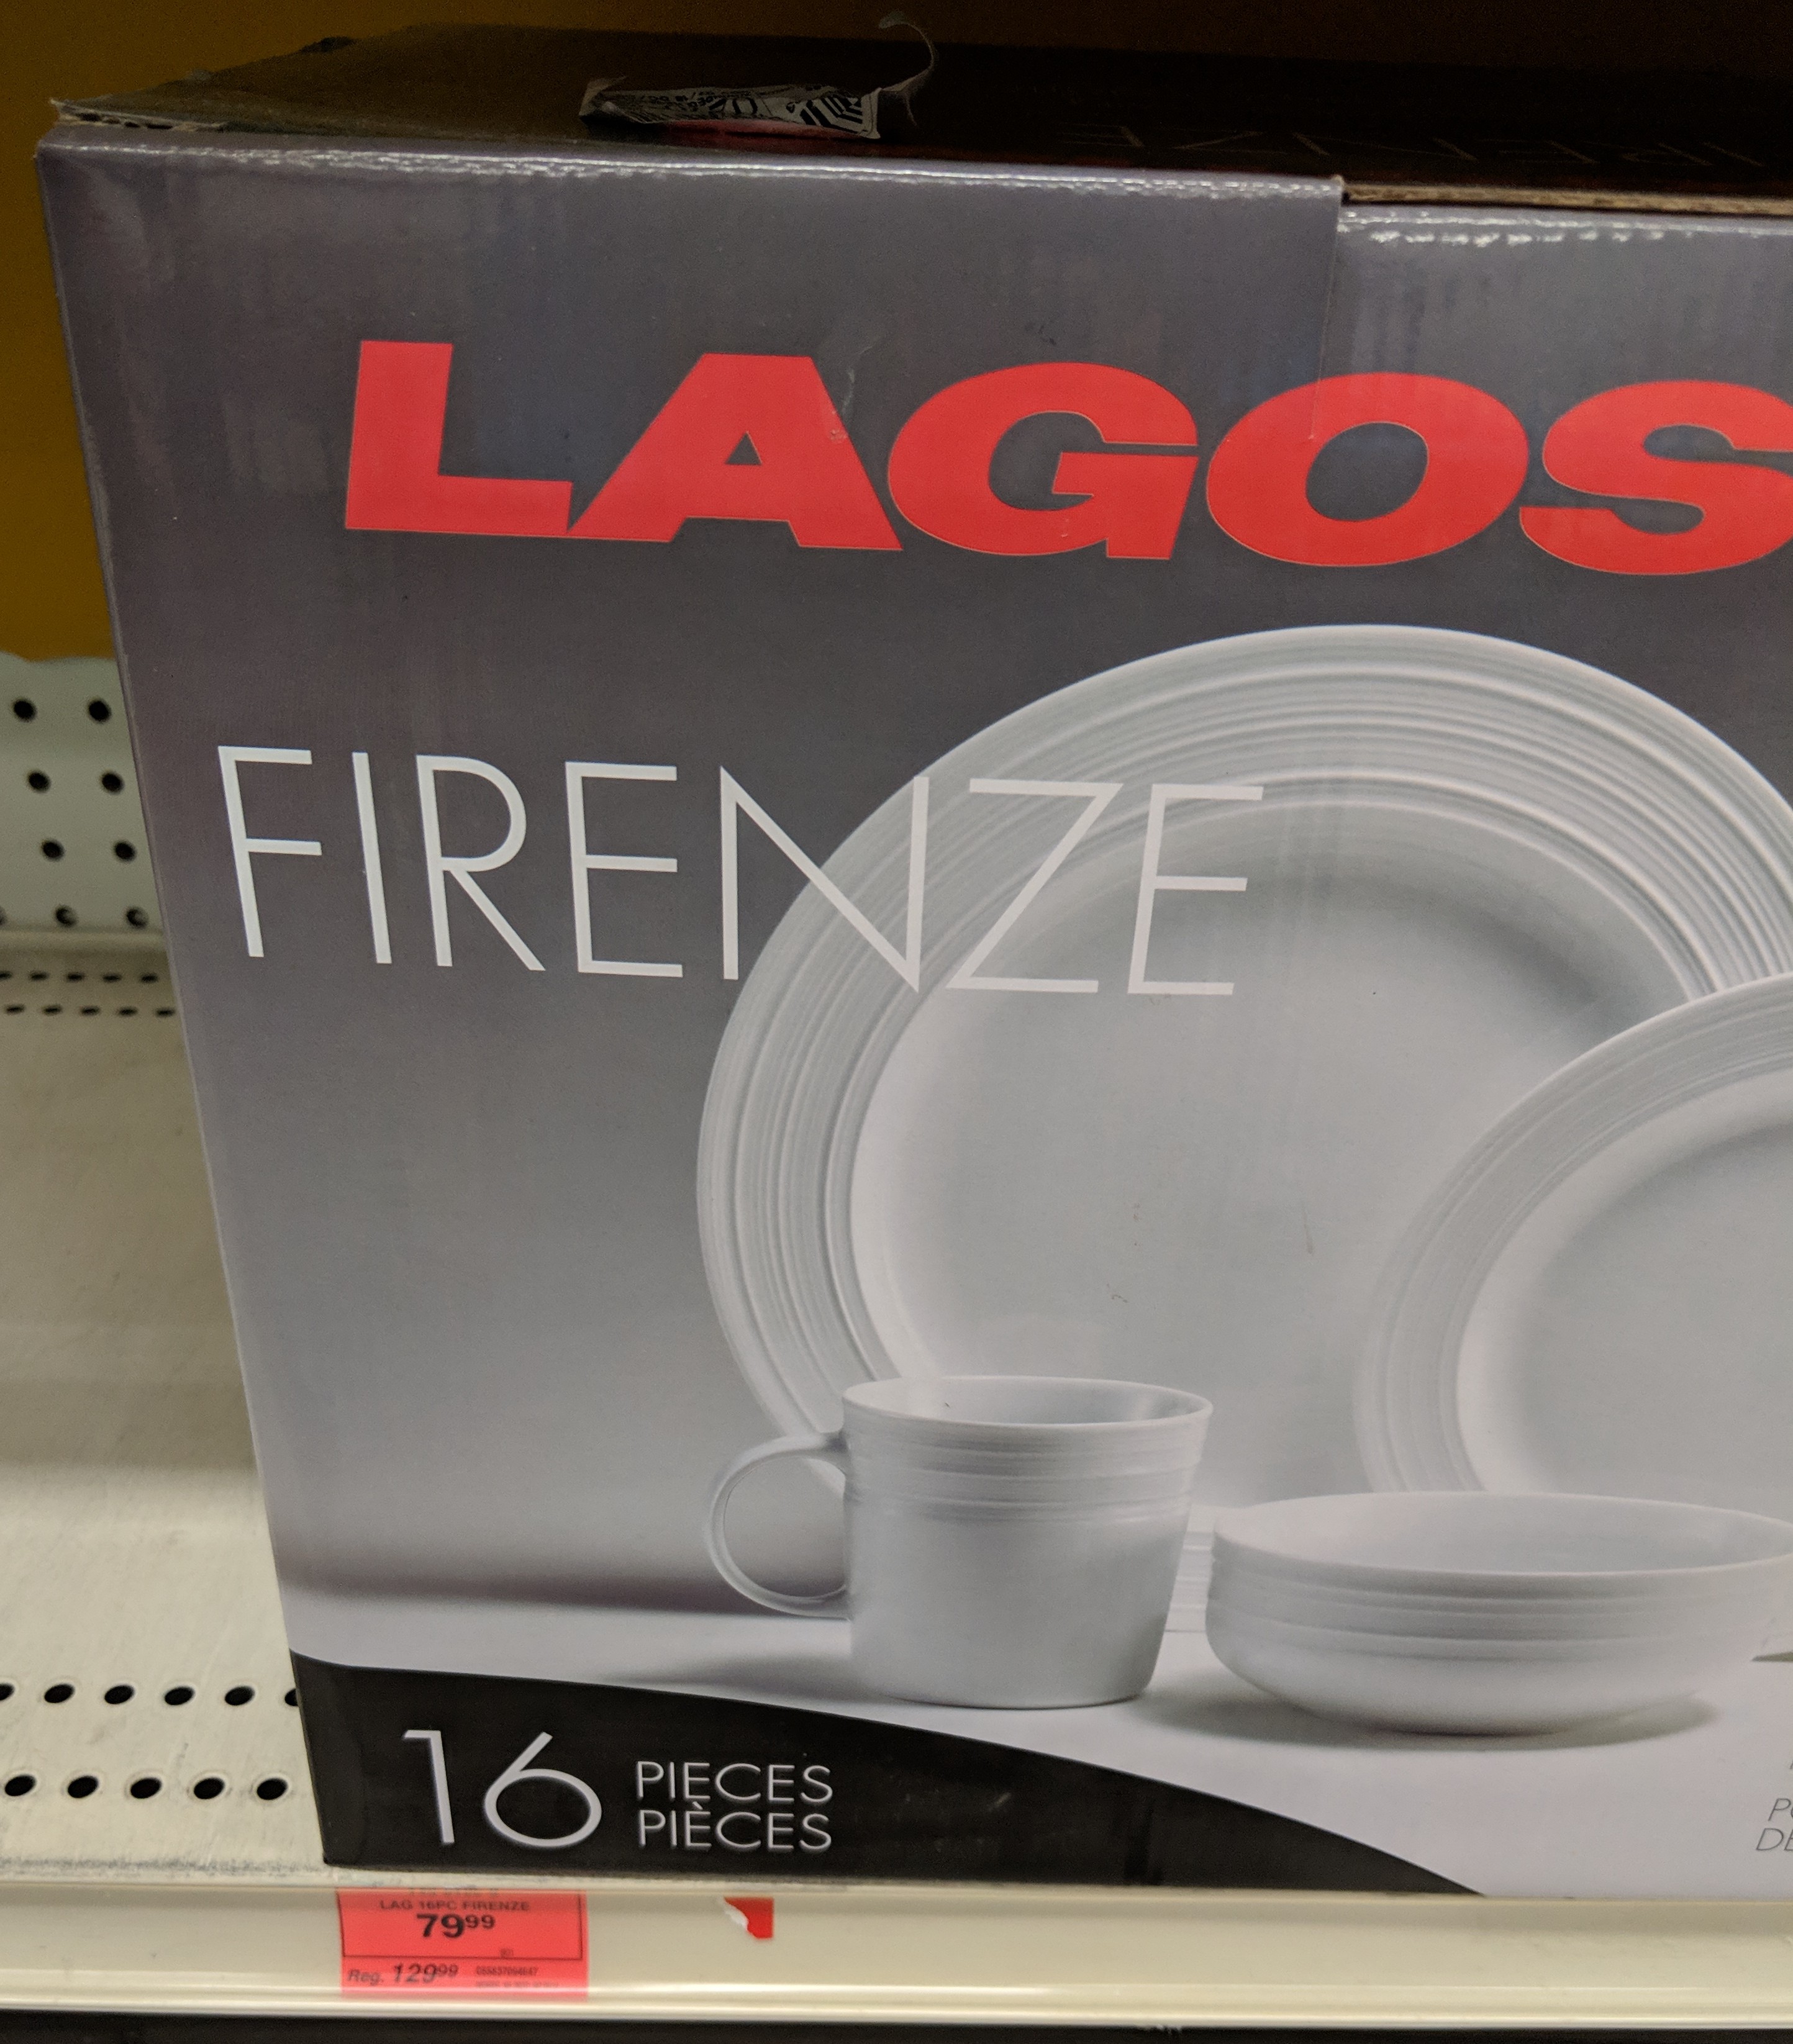 LAGOS
FIRENZE
16
PIECES
PIÈCES
LAG 16PC FIRENZE
79.99
Reg. 129.99